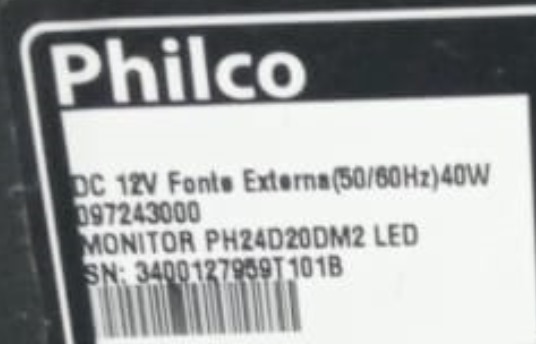 Philco
DC 12V Fonte Externa(50/60Hz)40W
097243000
MONITOR PH24D20DM2 LED
SN: 3400127959T101B